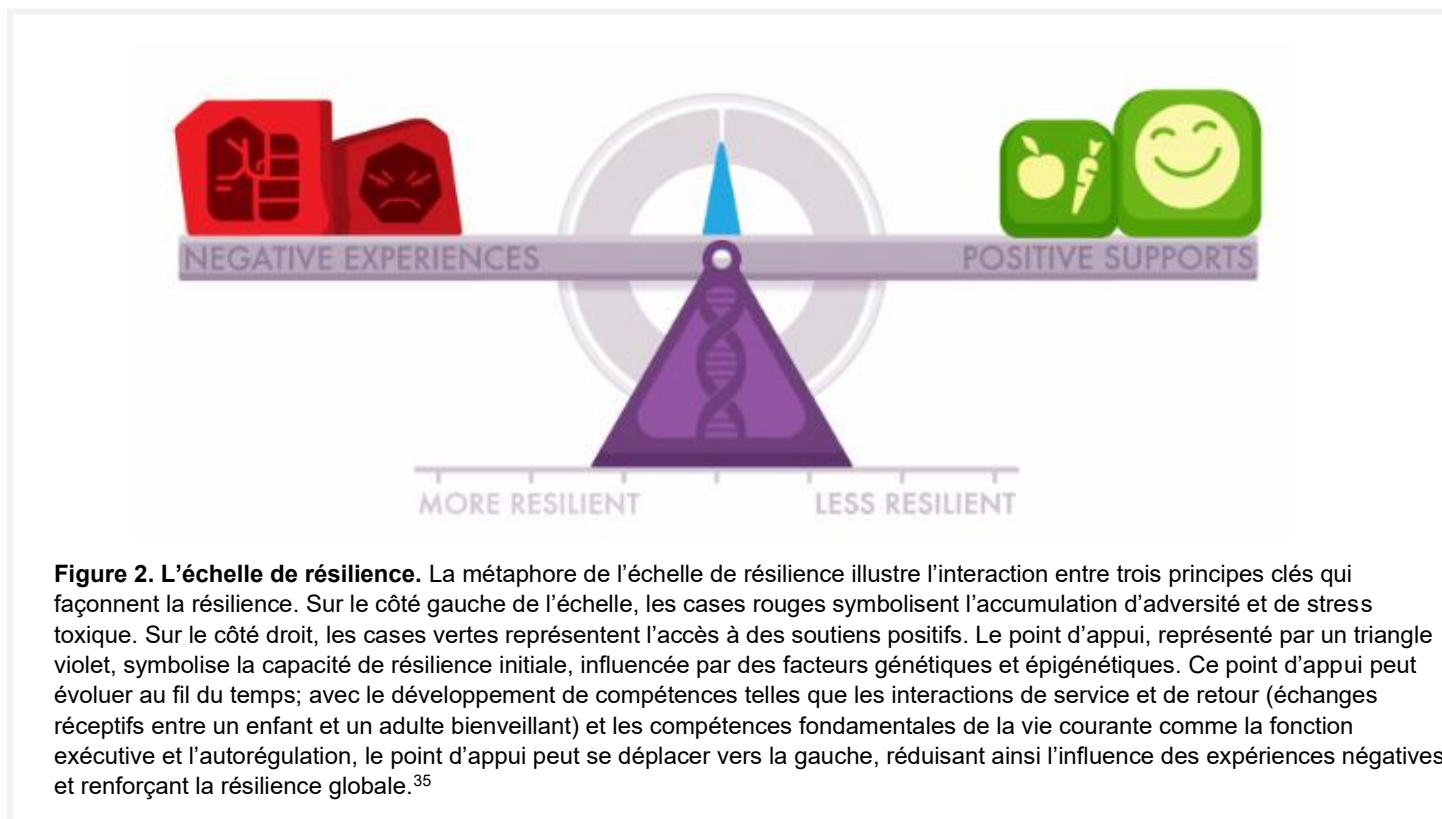 NEGATIVE EXPERIENCES
POSITIVE SUPPORTS
MORE RESILIENT
LESS RESILIENT
Figure 2. L’échelle de résilience. La métaphore de l’échelle de résilience illustre l’interaction entre trois principes clés qui
façonnent la résilience. Sur le côté gauche de l’échelle, les cases rouges symbolisent l’accumulation d’adversité et de stress
toxique. Sur le côté droit, les cases vertes représentent l’accès à des soutiens positifs. Le point d’appui, représenté par un triangle
violet, symbolise la capacité de résilience initiale, influencée par des facteurs génétiques et épigénétiques. Ce point d’appui peut
évoluer au fil du temps; avec le développement de compétences telles que les interactions de service et de retour (échanges
réceptifs entre un enfant et un adulte bienveillant) et les compétences fondamentales de la vie courante comme la fonction
exécutive et l’autorégulation, le point d’appui peut se déplacer vers la gauche, réduisant ainsi l’influence des expériences négatives
et renforçant la résilience globale.35